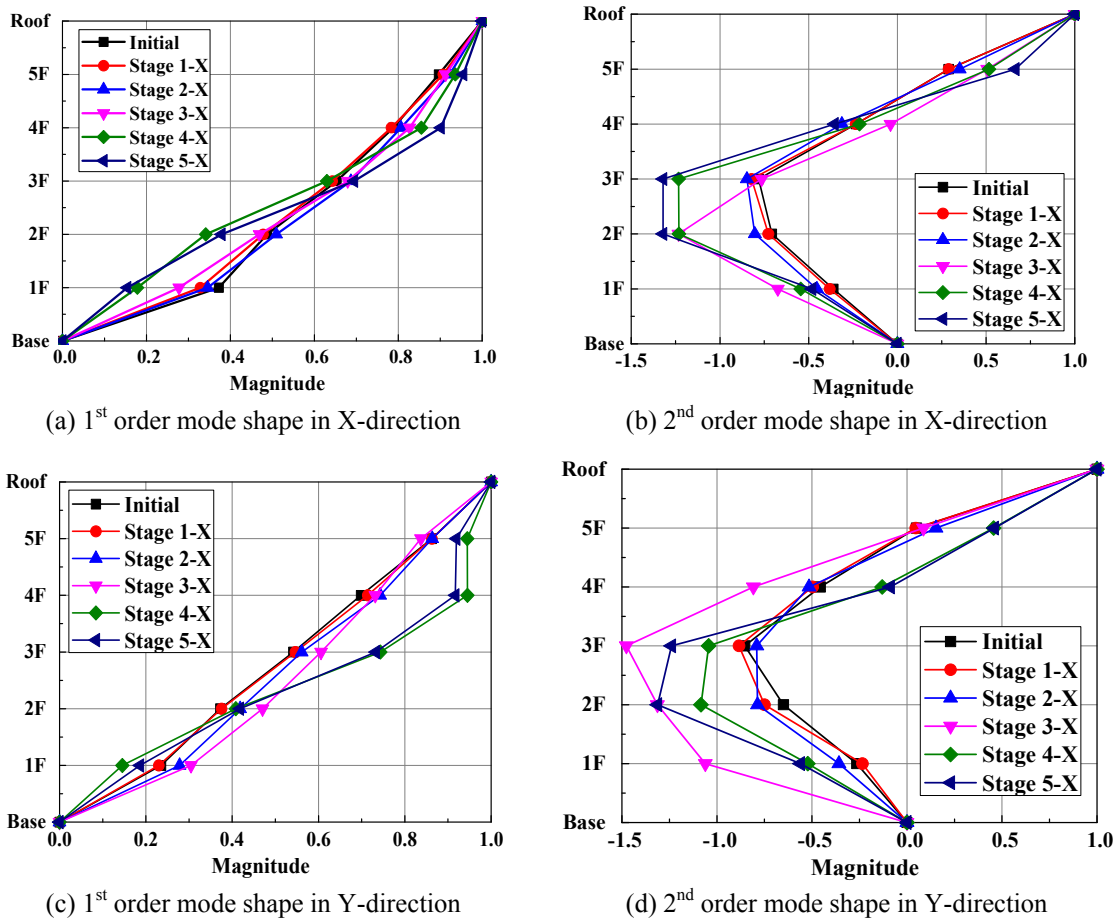 Roof
5F
4F
3F
2F
1F
Base
Initial
Stage 1-X
Stage 2-X
Stage 3-X
Stage 4-X
Stage 5-X
0.0 0.2 0.4 0.6 0.8 1.0
Magnitude
(a) 1st order mode shape in X-direction
Roof
5F
4F
3F
2F
1F
Base
Initial
Stage 1-X
Stage 2-X
Stage 3-X
Stage 4-X
Stage 5-X
-1.5 -1.0 -0.5 0.0 0.5 1.0
Magnitude
(b) 2nd order mode shape in X-direction
Roof
5F
4F
3F
2F
1F
Base
Initial
Stage 1-X
Stage 2-X
Stage 3-X
Stage 4-X
Stage 5-X
0.0 0.2 0.4 0.6 0.8 1.0
Magnitude
(c) 1st order mode shape in Y-direction
Roof
5F
4F
3F
2F
1F
Base
Initial
Stage 1-X
Stage 2-X
Stage 3-X
Stage 4-X
Stage 5-X
-1.5 -1.0 -0.5 0.0 0.5 1.0
Magnitude
(d) 2nd order mode shape in Y-direction